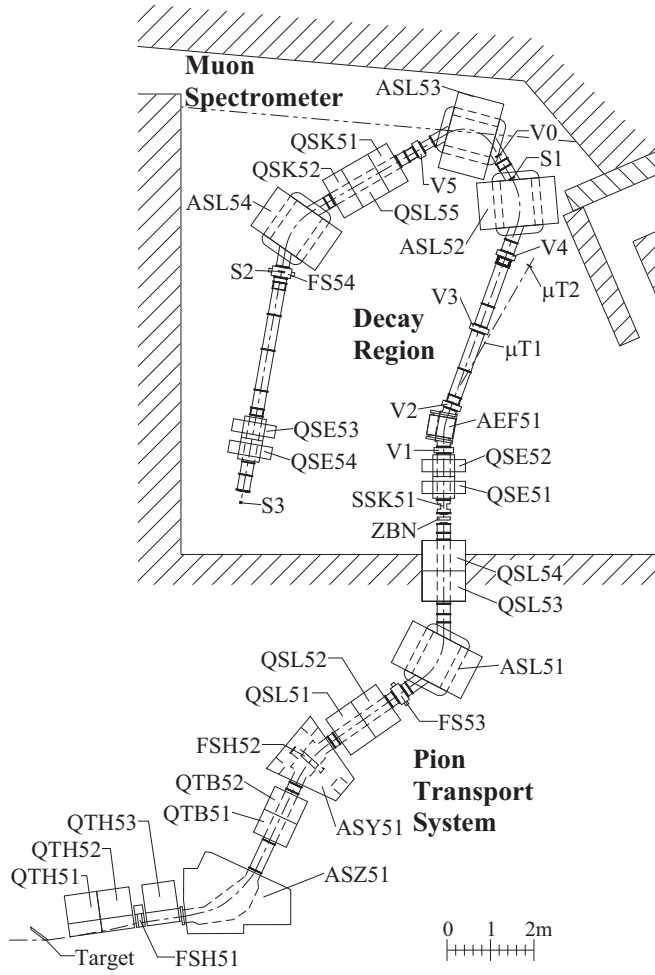 Muon
Spectrometer
ASL53
V0
QSK51
S1
QSK52
V5
ASL54
QSL55
ASL52
V4
S2
FS54
µT2
V3
Decay
Region
µT1
V2
AEF51
QSE53
V1
QSE52
QSE54
SSK51
QSE51
S3
ZBN
QSL54
QSL53
QSL52
ASL51
QSL51
FS53
FSH52
Pion
Transport
System
QTB52
QTB51
ASY51
QTH53
QTH52
QTH51
ASZ51
Target
FSH51
0 1 2m